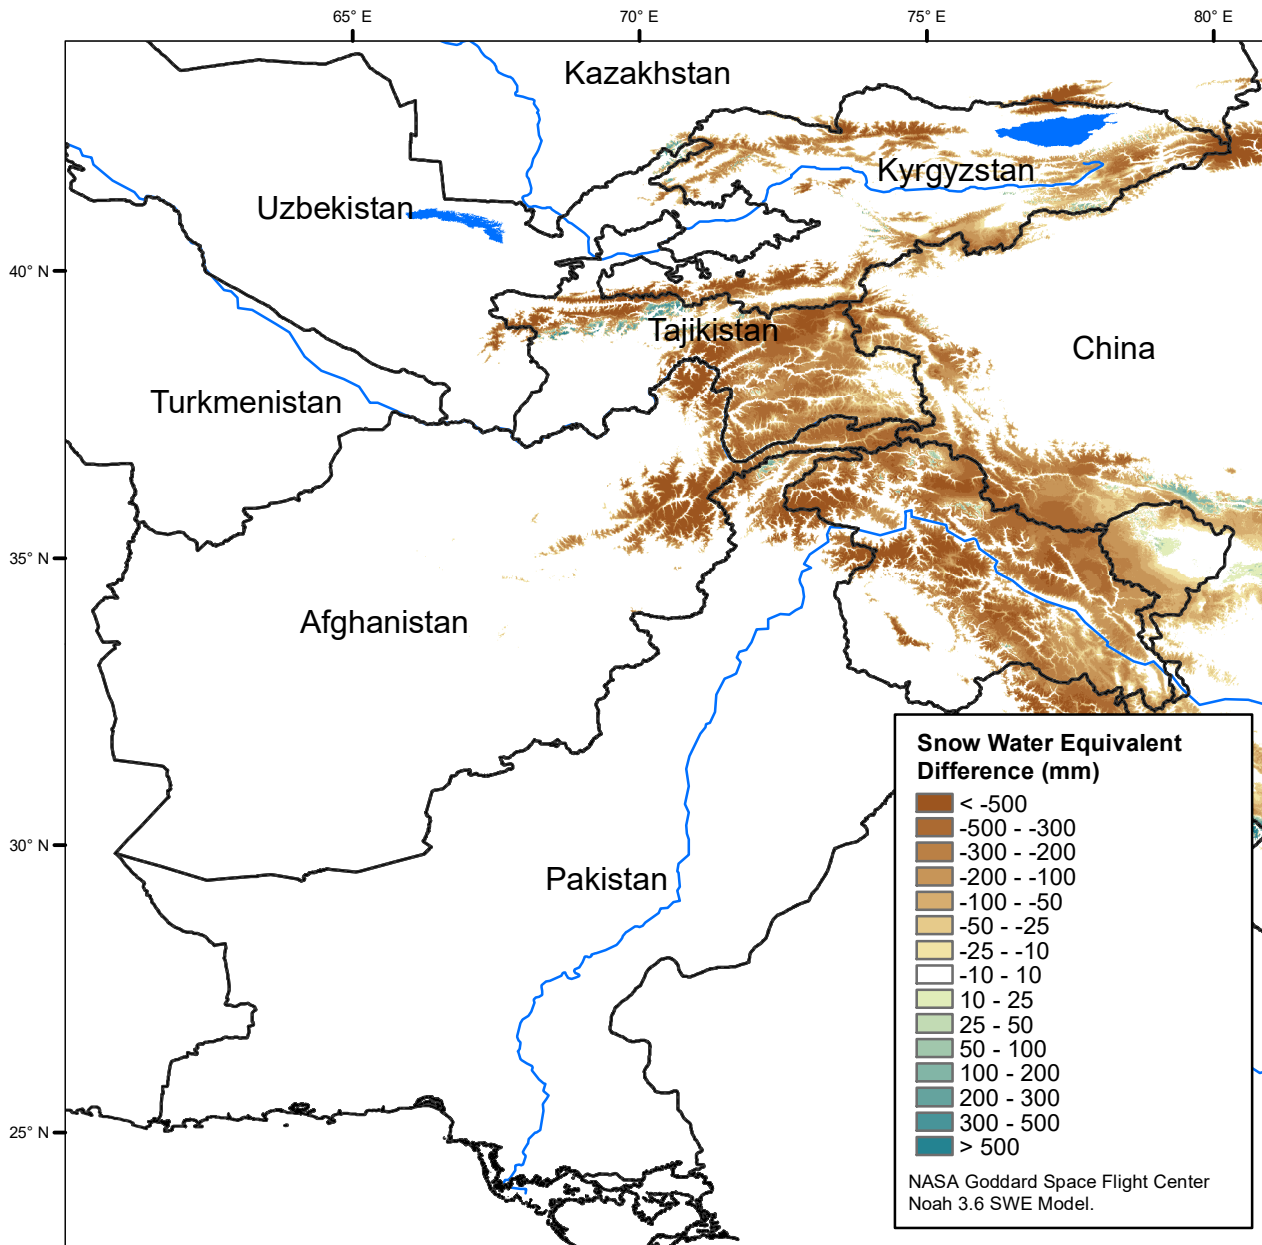 65° E
70° E
75° E
80° E
Kazakhstan
Kyrgyzstan
Uzbekistan
40° N
Tajikistan
China
Turkmenistan
35° N
Afghanistan
Snow Water Equivalent
Difference (mm)
< -500
-500 - -300
-300 - -200
-200 - -100
-100 - -50
-50 - -25
-25 - -10
-10 - 10
10 - 25
25 - 50
50 - 100
100 - 200
200 - 300
300 - 500
> 500
30° N
Pakistan
25° N
NASA Goddard Space Flight Center
Noah 3.6 SWE Model.